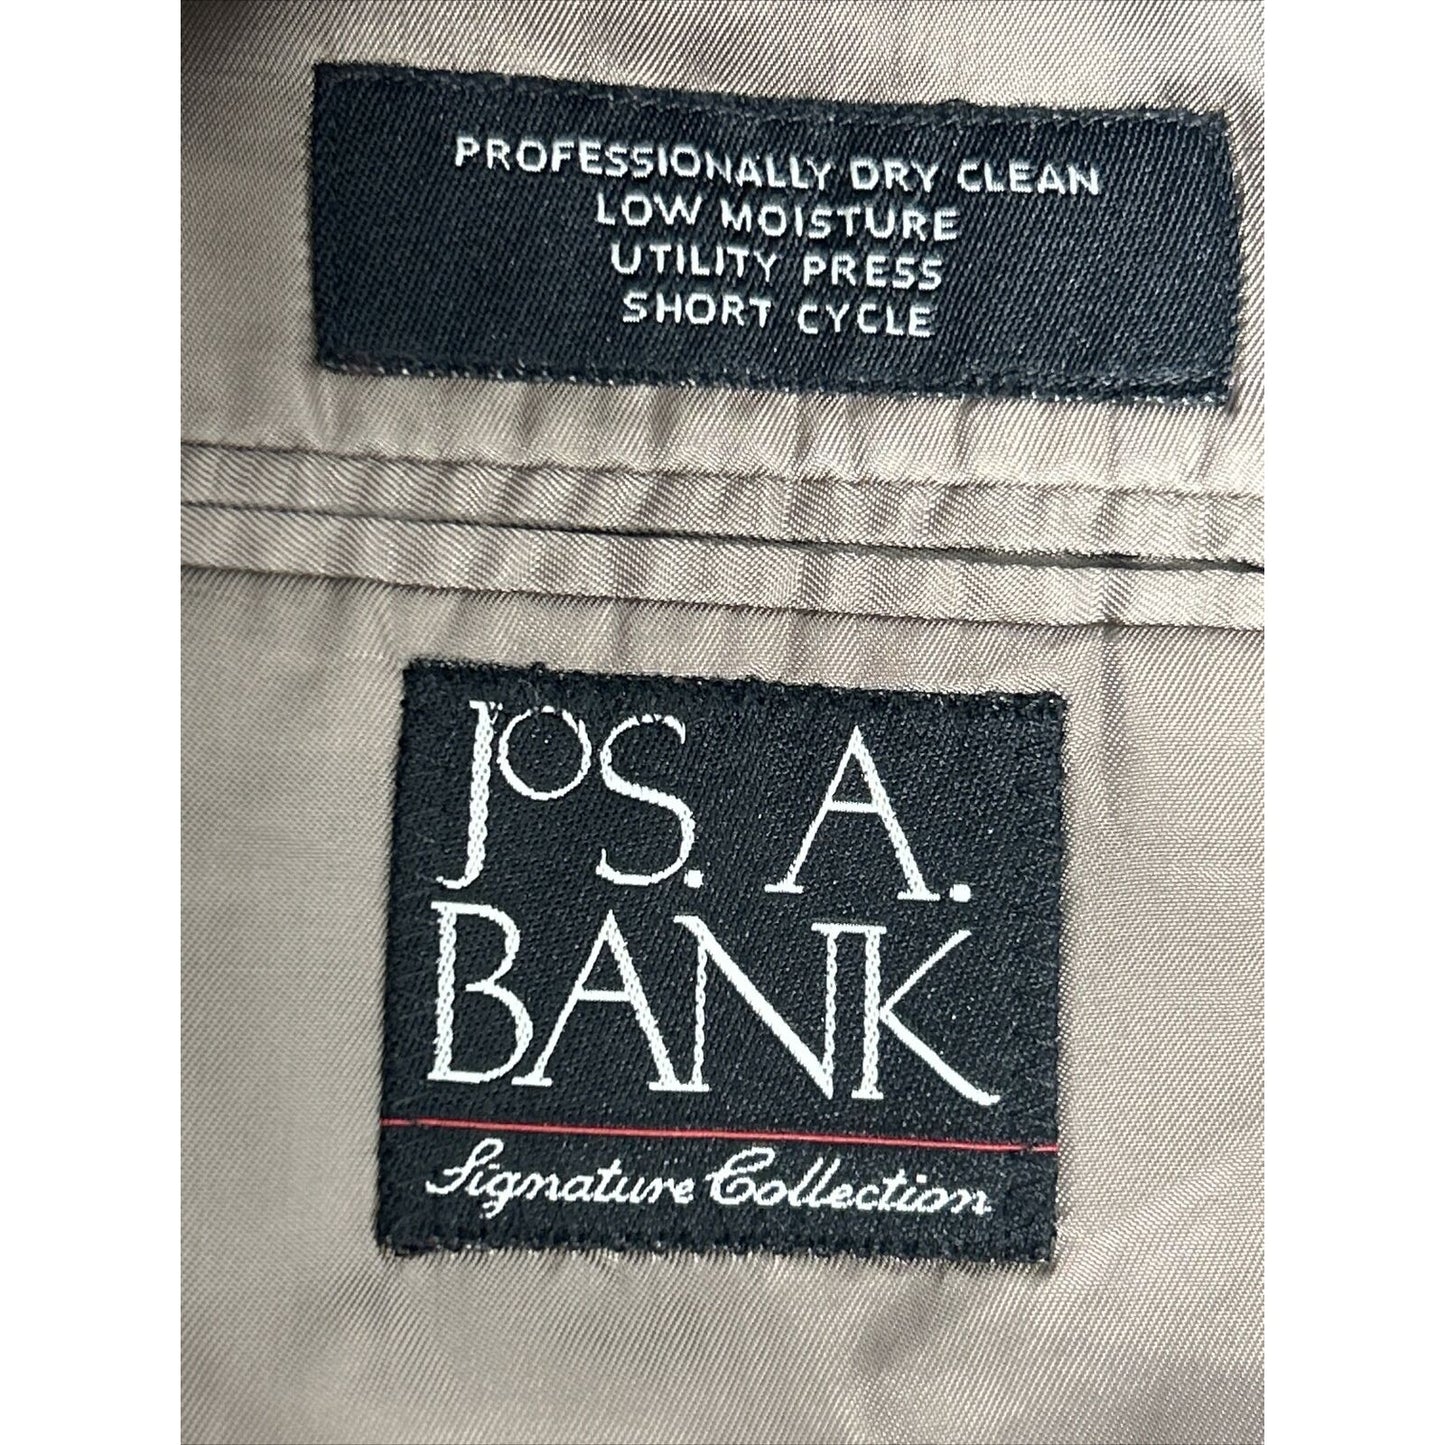 PROFESSIONALLY DRY CLEAN
LOW MOISTURE
UTILITY PRESS
SHORT CYCLE
JoS. A.
BANK
Signature Collection